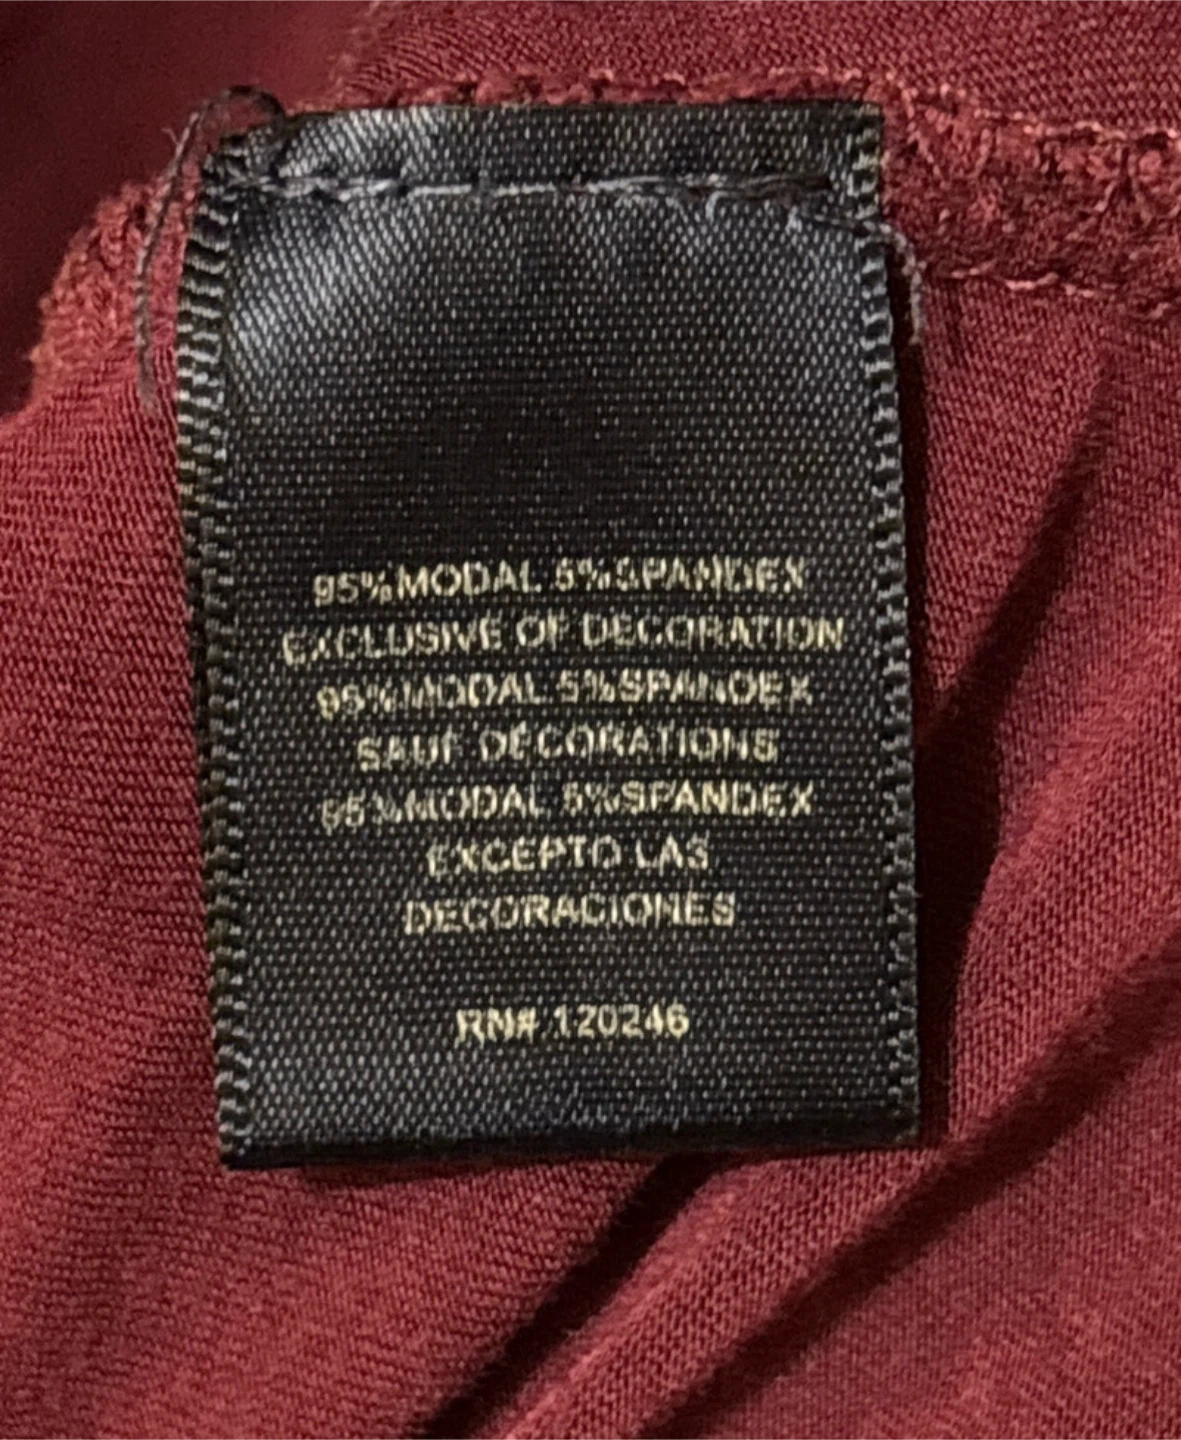 95%MODAL 5%SPANDEX
EXCLUSIVE OF DECORATION
95%MODAL 5%SPANDEX
SAUF DÉCORATIONS
95%MODAL 5%SPANDEX
EXCEPTO LAS
DECORACIONES
RN# 120246